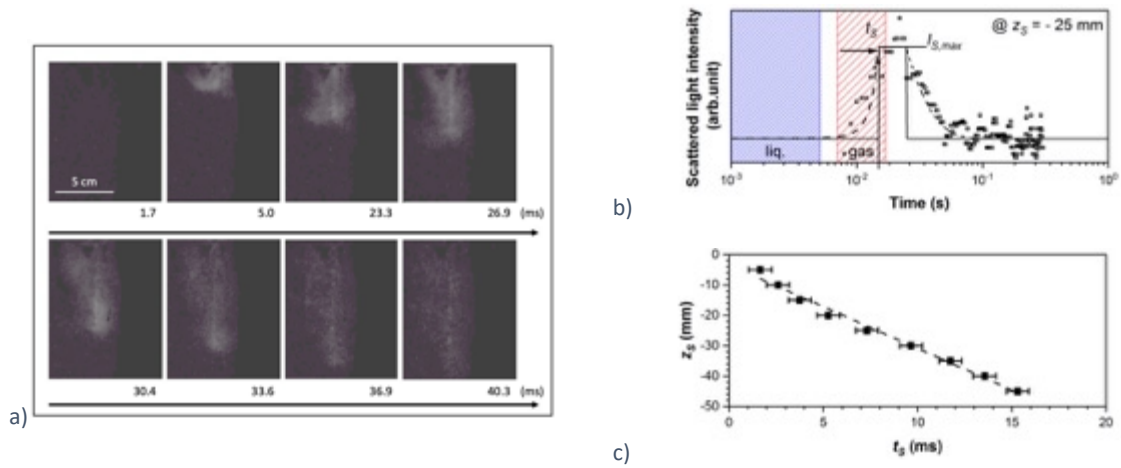 5 cm
1.7 5.0 23.3 26.9 (ms)
30.4 33.6 36.9 40.3 (ms)
a)
Scattered light intensity
(arb.unit)
@ z_S = - 25 mm
t_S
I_S,max
liq.
gas
10^-3 10^-2 10^-1 10^0
Time (s)
b)
z_S (mm)
0
-10
-20
-30
-40
-50
0 5 10 15 20
t_S (ms)
c)